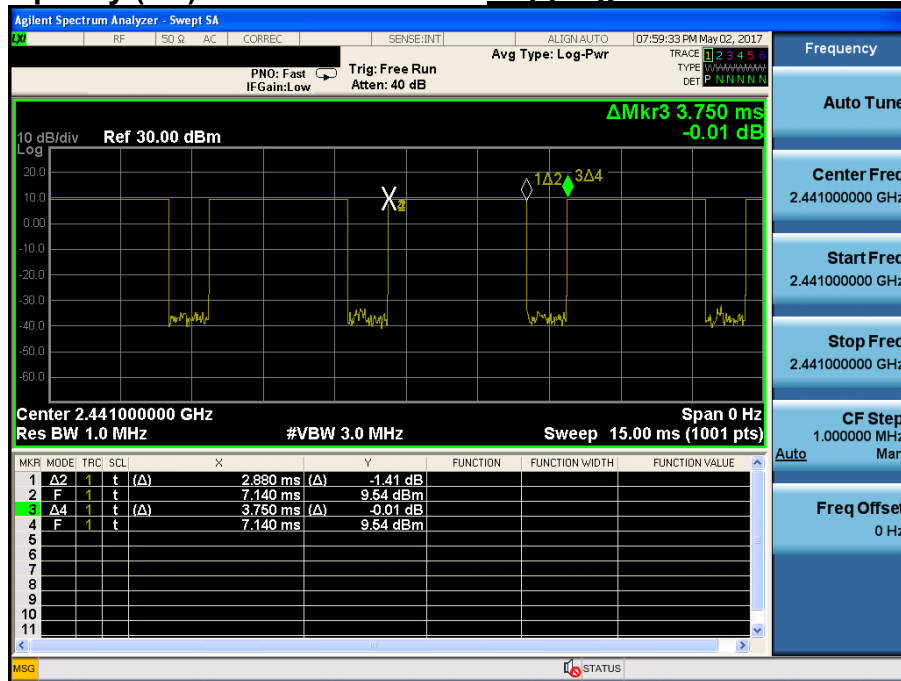 Agilent Spectrum Analyzer - Swept SA
LXI RF 50 Ω AC CORREC SENSE:INT ALIGN AUTO 07:59:33 PM May 02, 2017
PNO: Fast
IFGain:Low
Trig: Free Run
Atten: 40 dB
Avg Type: Log-Pwr
TRACE 1 2 3 4 5 6
TYPE WWWWWW
DET P N N N N N
ΔMkr3 3.750 ms
-0.01 dB
10 dB/div Ref 30.00 dBm
Log
20.0
10.0
0.00
-10.0
-20.0
-30.0
-40.0
-50.0
-60.0
X
1Δ2
3Δ4
Center 2.441000000 GHz Span 0 Hz
Res BW 1.0 MHz #VBW 3.0 MHz Sweep 15.00 ms (1001 pts)
MKR MODE TRC SCL X Y FUNCTION FUNCTION WIDTH FUNCTION VALUE
1 Δ2 1 t (Δ) 2.880 ms (Δ) -1.41 dB
2 F 1 t 7.140 ms 9.54 dBm
3 Δ4 1 t (Δ) 3.750 ms (Δ) -0.01 dB
4 F 1 t 7.140 ms 9.54 dBm
5
6
7
8
9
10
11
MSG STATUS
Frequency
Auto Tune
Center Freq
2.441000000 GHz
Start Freq
2.441000000 GHz
Stop Freq
2.441000000 GHz
CF Step
1.000000 MHz
Auto Man
Freq Offset
0 Hz